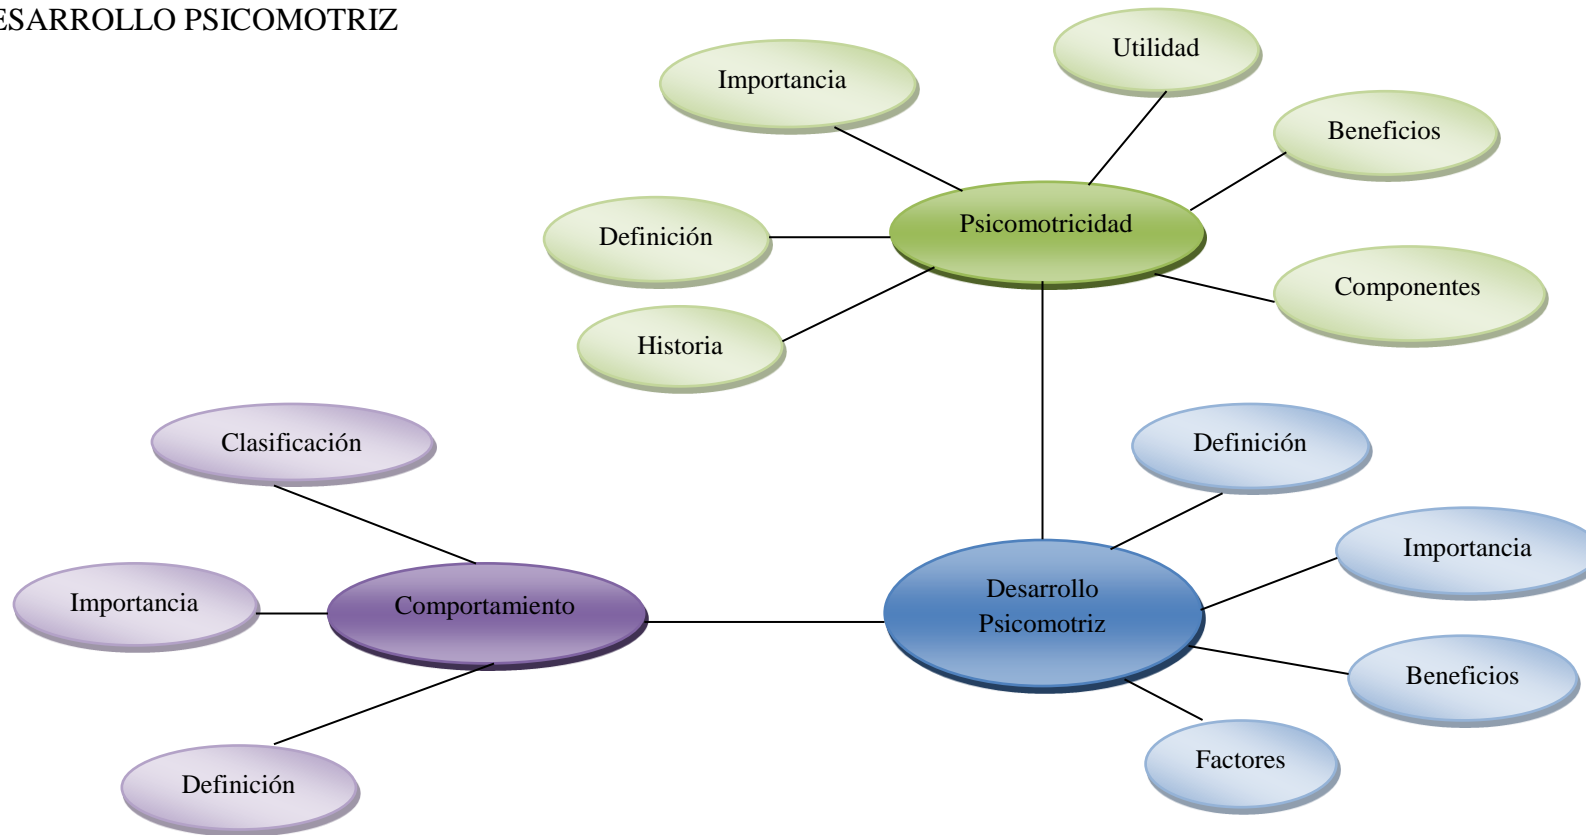 ESARROLLO PSICOMOTRIZ
Utilidad
Importancia
Beneficios
Psicomotricidad
Definición
Componentes
Historia
Clasificación
Definición
Importancia
Desarrollo
Psicomotriz
Comportamiento
Importancia
Beneficios
Factores
Definición